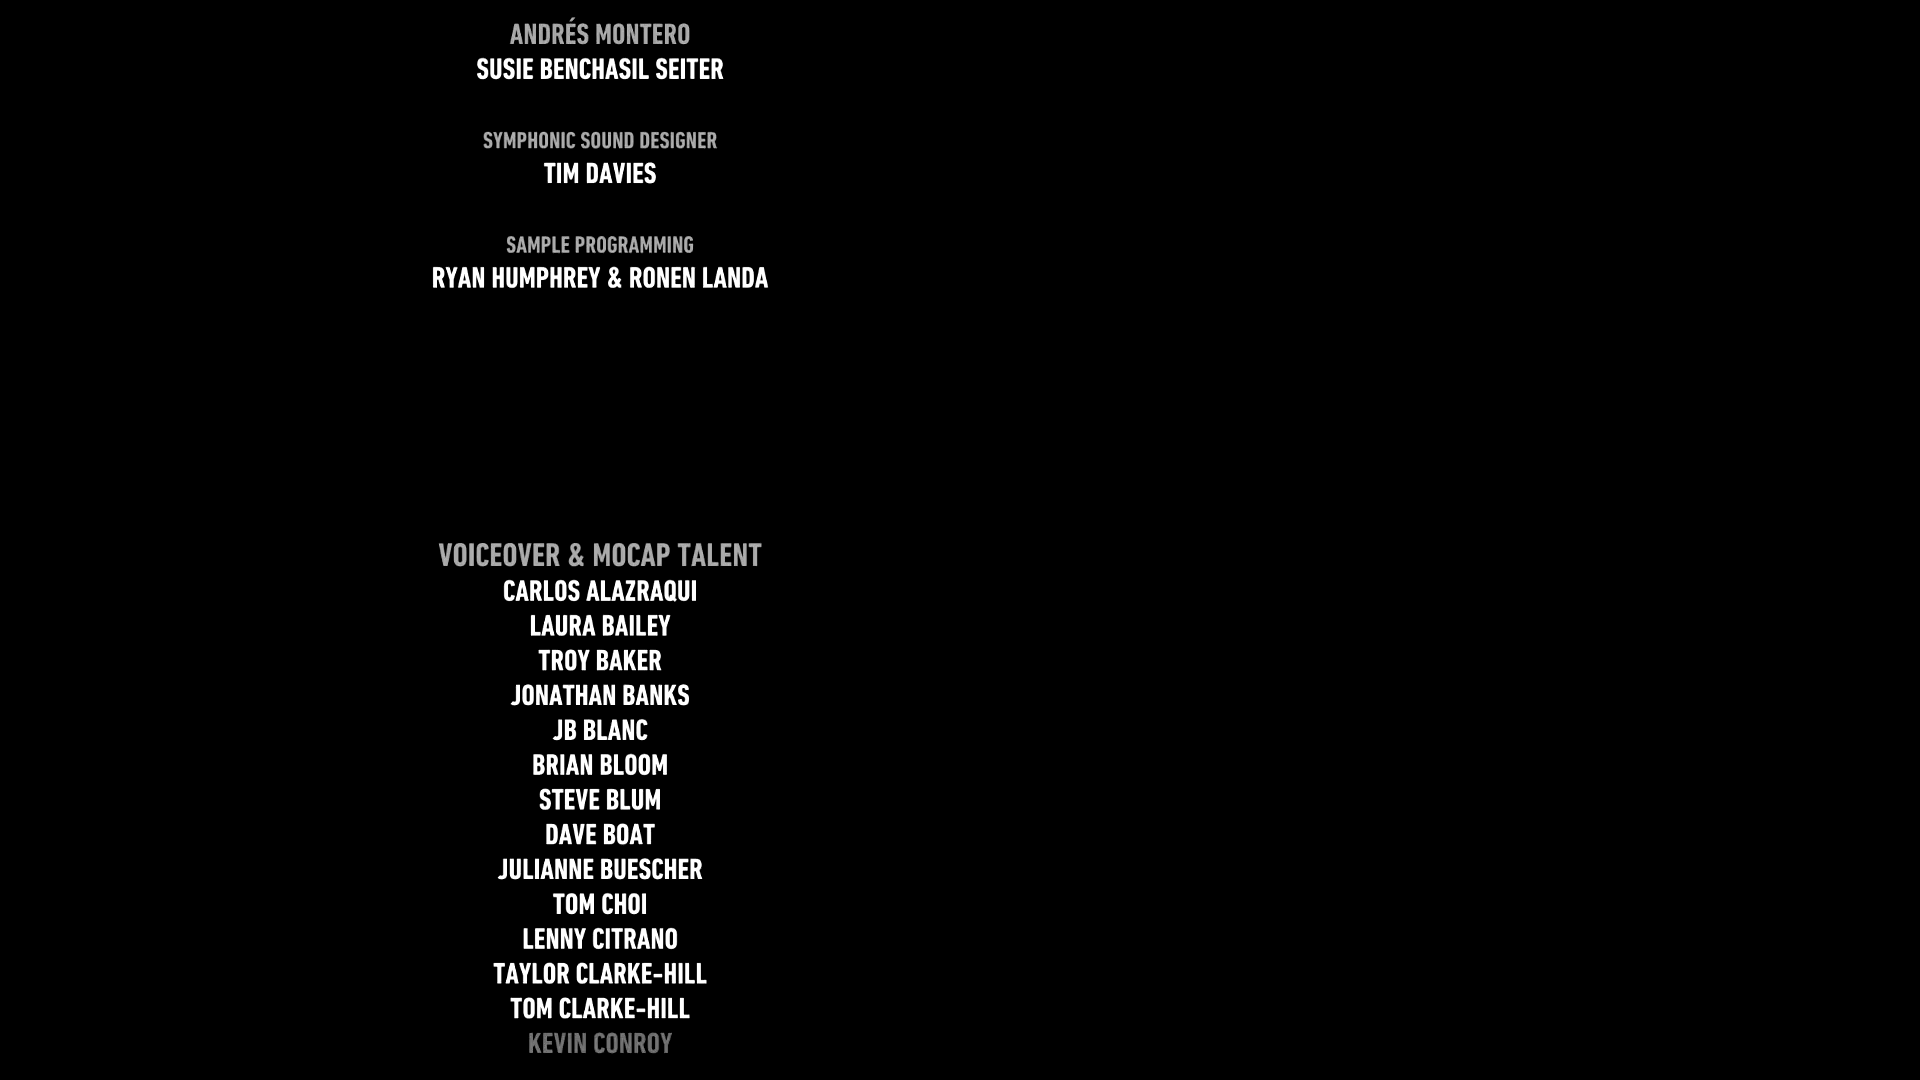 ANDRÉS MONTERO
SUSIE BENCHASIL SEITER
SYMPHONIC SOUND DESIGNER
TIM DAVIES
SAMPLE PROGRAMMING
RYAN HUMPHREY & RONEN LANDA
VOICEOVER & MOCAP TALENT
CARLOS ALAZRAQUI
LAURA BAILEY
TROY BAKER
JONATHAN BANKS
JB BLANC
BRIAN BLOOM
STEVE BLUM
DAVE BOAT
JULIANNE BUESCHER
TOM CHOI
LENNY CITRANO
TAYLOR CLARKE-HILL
TOM CLARKE-HILL
KEVIN CONROY